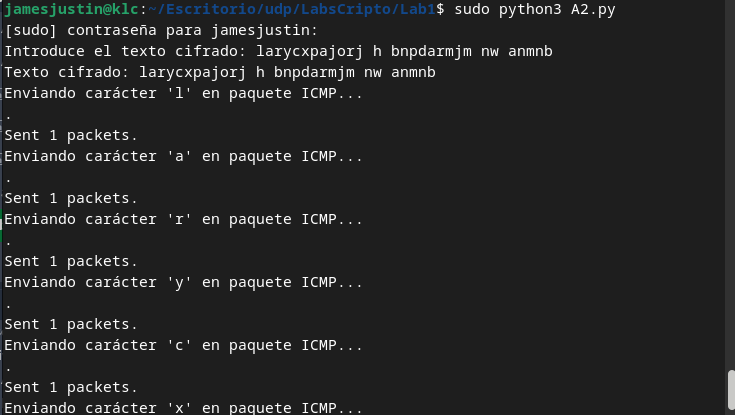 jamesjustin@klc:~/Escritorio/udp/LabsCripto/Lab1$ sudo python3 A2.py
[sudo] contraseña para jamesjustin:
Introduce el texto cifrado: larycxpajorj h bnpdarmjm nw anmnb
Texto cifrado: larycxpajorj h bnpdarmjm nw anmnb
Enviando carácter 'l' en paquete ICMP...
.
Sent 1 packets.
Enviando carácter 'a' en paquete ICMP...
.
Sent 1 packets.
Enviando carácter 'r' en paquete ICMP...
.
Sent 1 packets.
Enviando carácter 'y' en paquete ICMP...
.
Sent 1 packets.
Enviando carácter 'c' en paquete ICMP...
.
Sent 1 packets.
Enviando carácter 'x' en paquete ICMP...